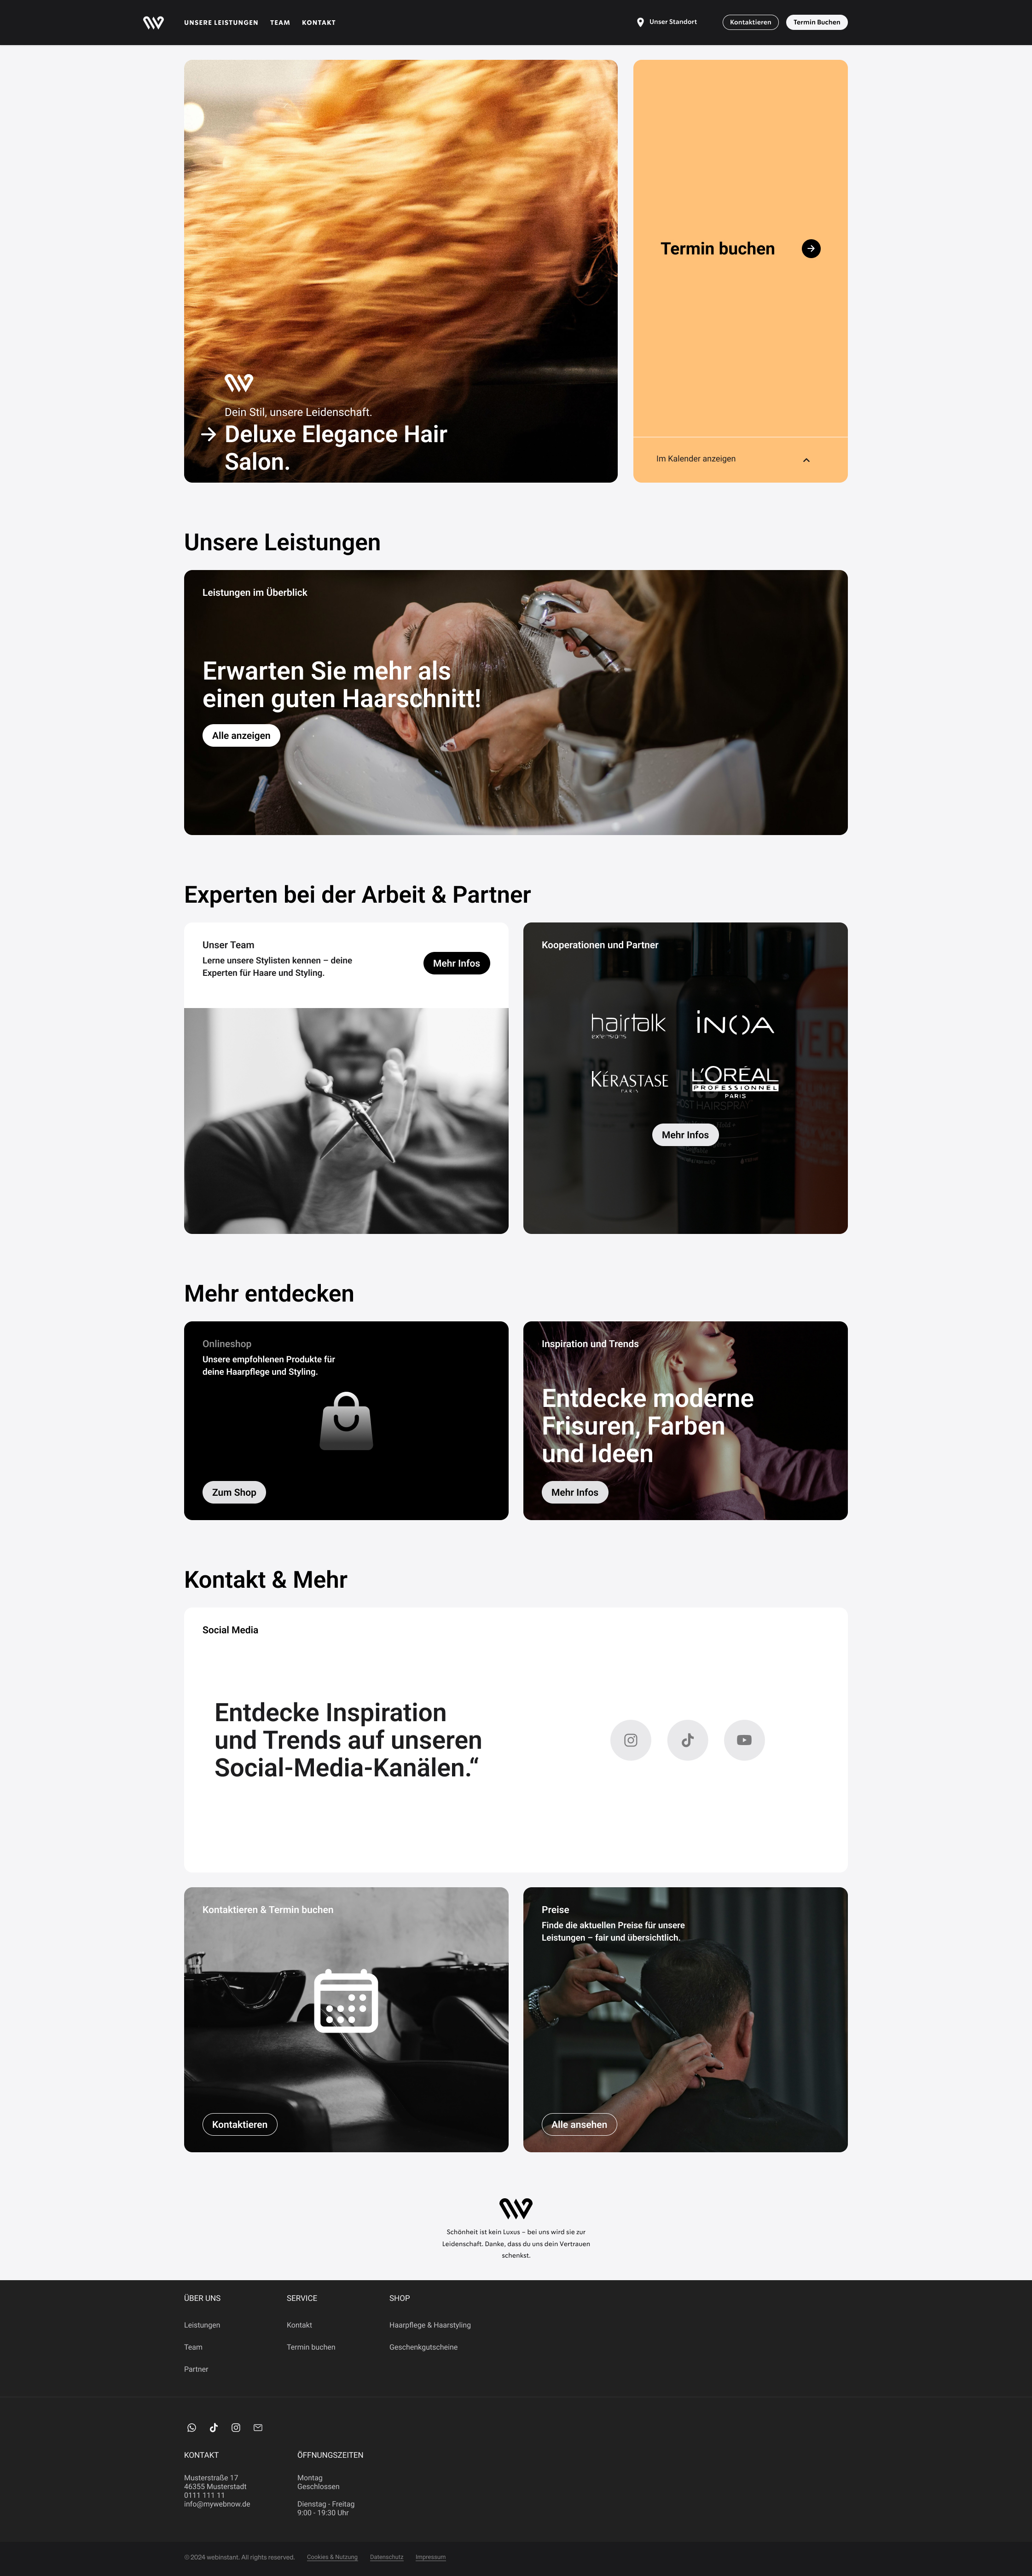 UNSERE LEISTUNGEN TEAM KONTAKT
Unser Standort
Kontaktieren
Termin Buchen
Dein Stil, unsere Leidenschaft.
Deluxe Elegance Hair
Salon.
Termin buchen
Im Kalender anzeigen
Unsere Leistungen
Leistungen im Überblick
Erwarten Sie mehr als
einen guten Haarschnitt!
Alle anzeigen
Experten bei der Arbeit & Partner
Unser Team
Lerne unsere Stylisten kennen – deine
Experten für Haare und Styling.
Mehr Infos
Kooperationen und Partner
hairtalk
extensions
INOA
KÉRASTASE
PARIS
L'ORÉAL
PROFESSIONNEL
PARIS
POST HAIRSPRAY
Mehr Infos
Mehr entdecken
Onlineshop
Unsere empfohlenen Produkte für
deine Haarpflege und Styling.
Zum Shop
Inspiration und Trends
Entdecke moderne
Frisuren, Farben
und Ideen
Mehr Infos
Kontakt & Mehr
Social Media
Entdecke Inspiration
und Trends auf unseren
Social-Media-Kanälen.“
Kontaktieren & Termin buchen
Kontaktieren
Preise
Finde die aktuellen Preise für unsere
Leistungen – fair und übersichtlich.
Alle ansehen
Schönheit ist kein Luxus – bei uns wird sie zur
Leidenschaft. Danke, dass du uns dein Vertrauen
schenkst.
ÜBER UNS
Leistungen
Team
Partner
SERVICE
Kontakt
Termin buchen
SHOP
Haarpflege & Haarstyling
Geschenkgutscheine
KONTAKT
Musterstraße 17
46355 Musterstadt
0111 111 11
info@mywebnow.de
ÖFFNUNGSZEITEN
Montag
Geschlossen
Dienstag - Freitag
9:00 - 19:30 Uhr
© 2024 webinstant. All rights reserved. Cookies & Nutzung Datenschutz Impressum